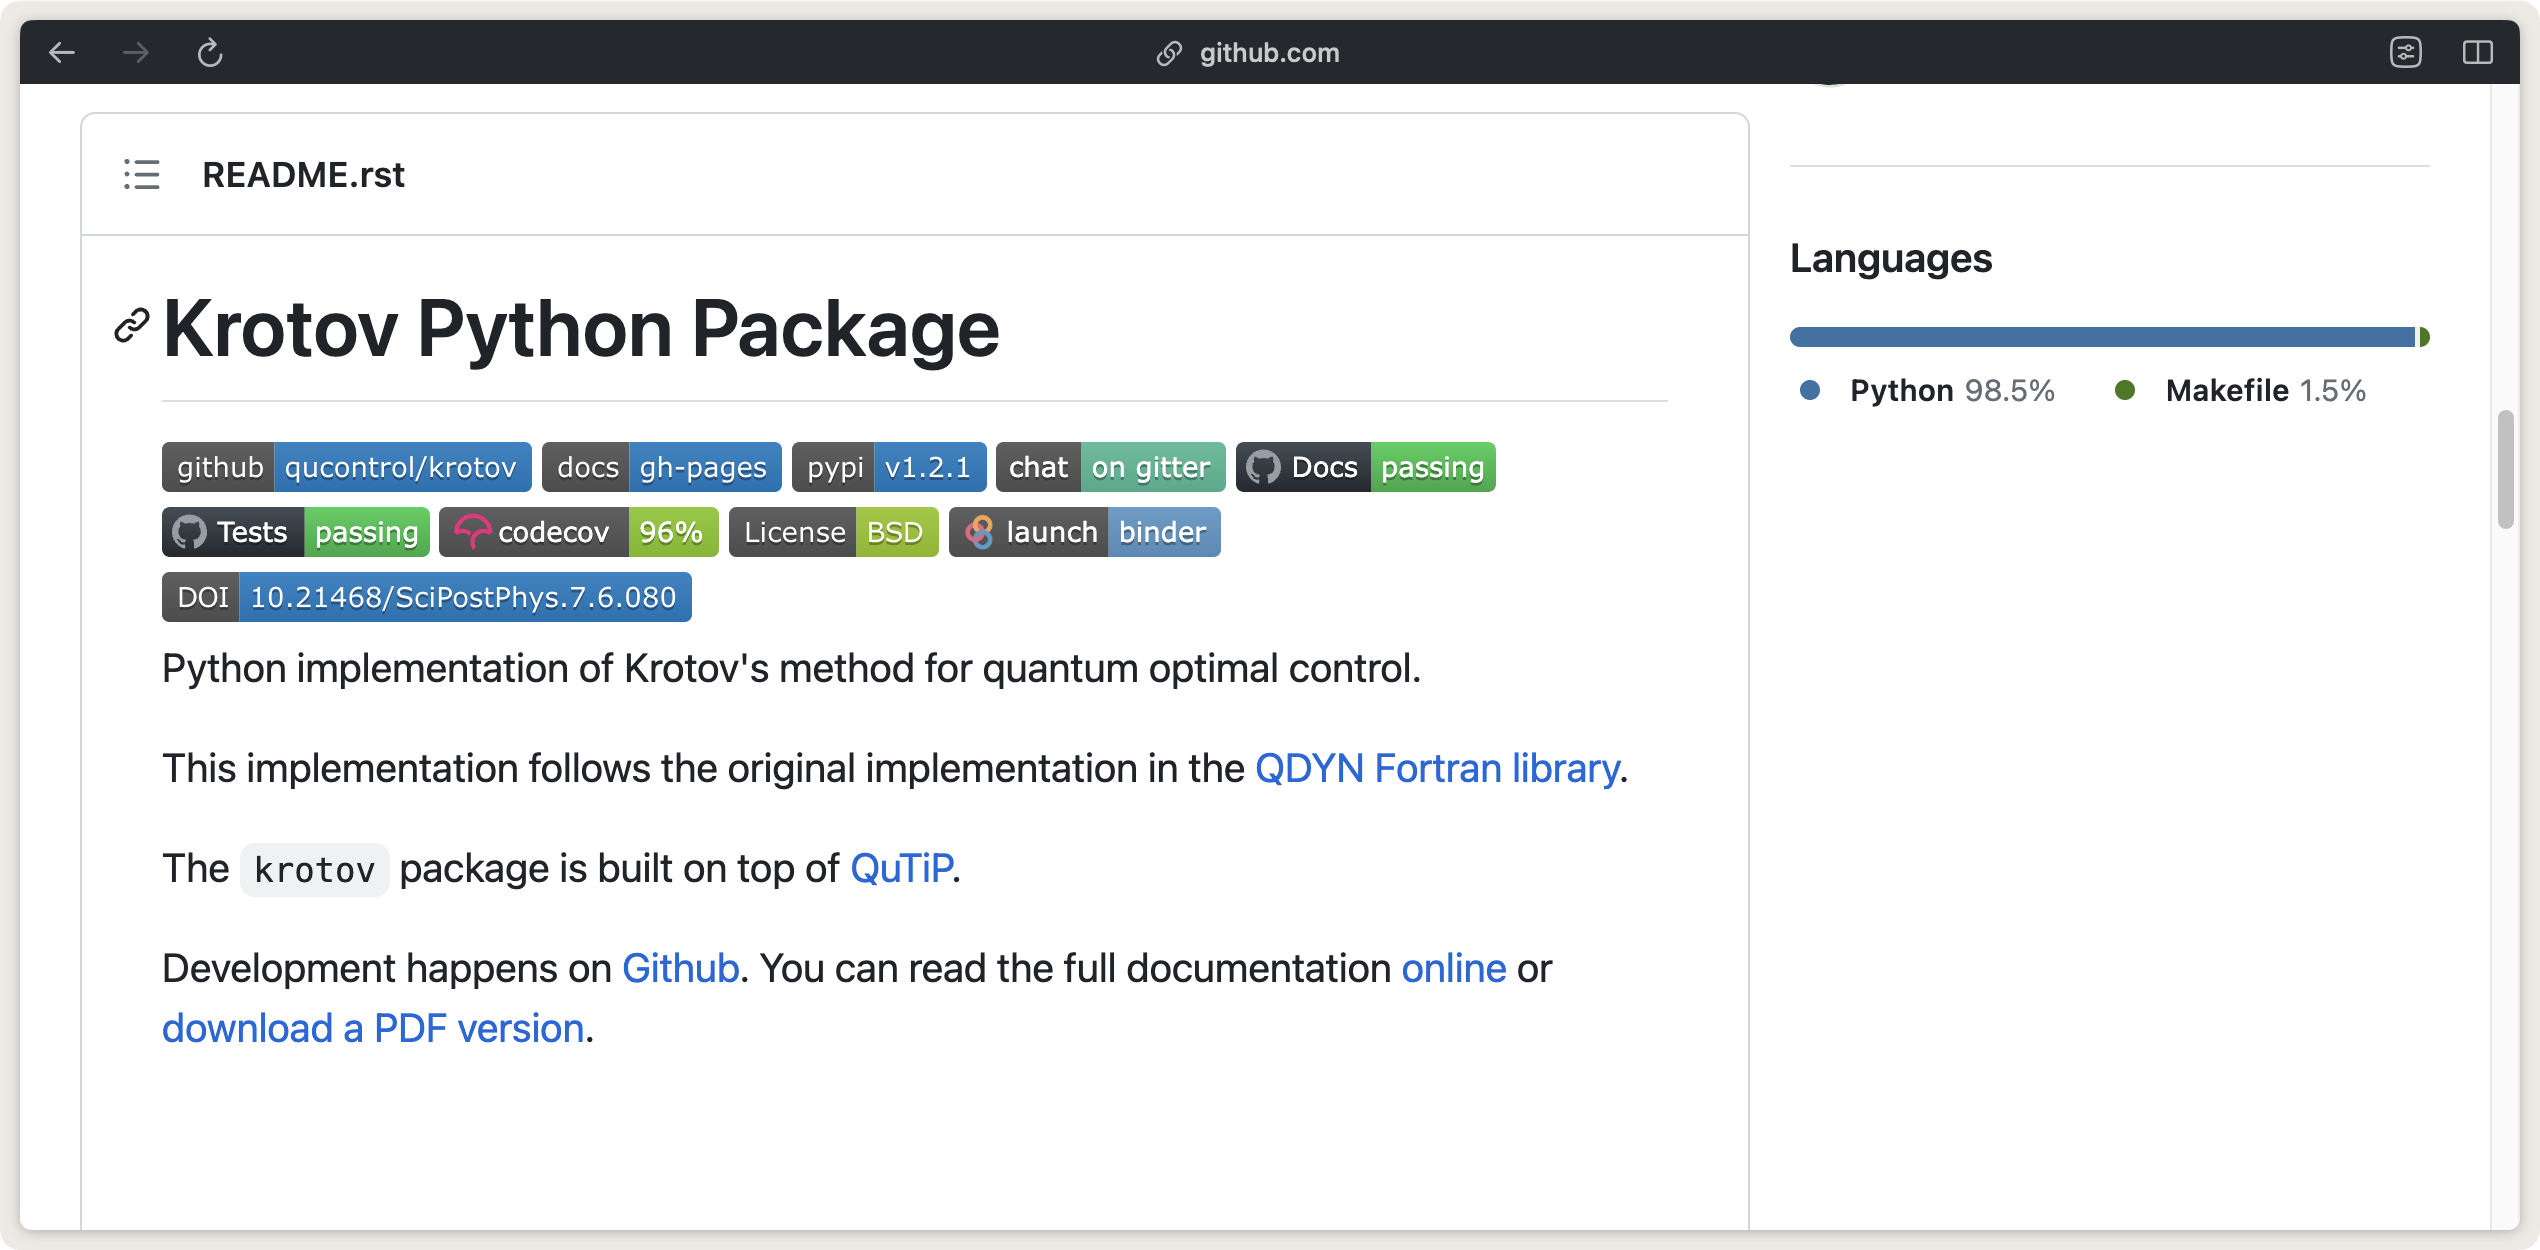 github.com
README.rst
Krotov Python Package
github qucontrol/krotov docs gh-pages pypi v1.2.1 chat on gitter Docs passing
Tests passing codecov 96% License BSD launch binder
DOI 10.21468/SciPostPhys.7.6.080
Python implementation of Krotov's method for quantum optimal control.
This implementation follows the original implementation in the QDYN Fortran library.
The krotov package is built on top of QuTiP.
Development happens on Github. You can read the full documentation online or
download a PDF version.
Languages
Python 98.5% Makefile 1.5%